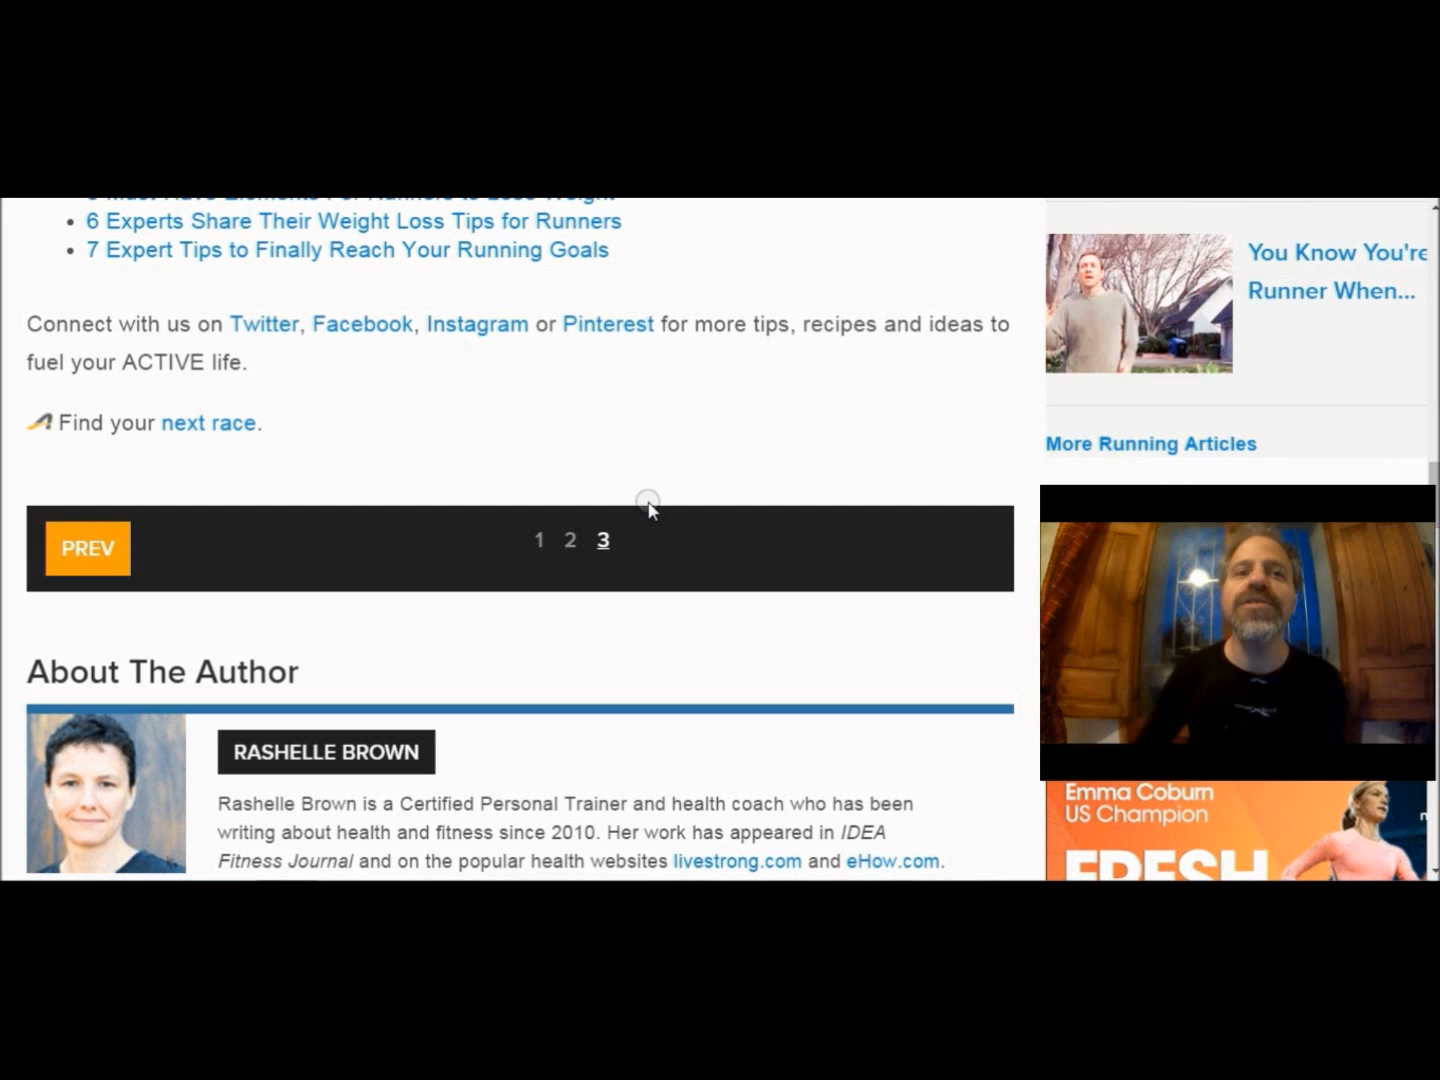 6 Experts Share Their Weight Loss Tips for Runners
7 Expert Tips to Finally Reach Your Running Goals
Connect with us on Twitter, Facebook, Instagram or Pinterest for more tips, recipes and ideas to
fuel your ACTIVE life.
Find your next race.
PREV
1 2 3
About The Author
RASHELLE BROWN
Rashelle Brown is a Certified Personal Trainer and health coach who has been
writing about health and fitness since 2010. Her work has appeared in IDEA
Fitness Journal and on the popular health websites livestrong.com and eHow.com.
You Know You're
Runner When...
More Running Articles
Emma Coburn
US Champion
FRESH